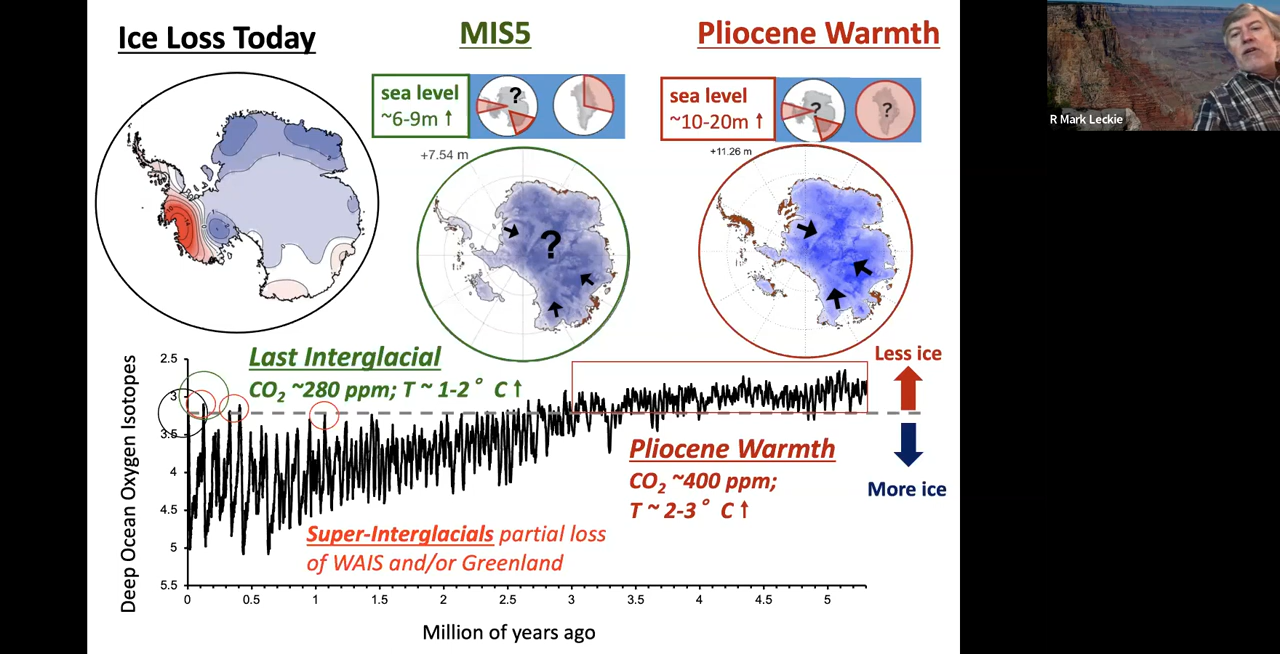 Ice Loss Today
MIS5
Pliocene Warmth
R Mark Leckie
sea level
~6-9m ↑
?
sea level
~10-20m ↑
?
?
+7.54 m
+11.26 m
?
Last Interglacial
CO₂ ~280 ppm; T ~ 1-2° C ↑
Less ice
Pliocene Warmth
CO₂ ~400 ppm;
T ~ 2-3° C ↑
More ice
Super-Interglacials partial loss
of WAIS and/or Greenland
Deep Ocean Oxygen Isotopes
2.5
3
3.5
4
4.5
5
5.5
0 0.5 1 1.5 2 2.5 3 3.5 4 4.5 5
Million of years ago